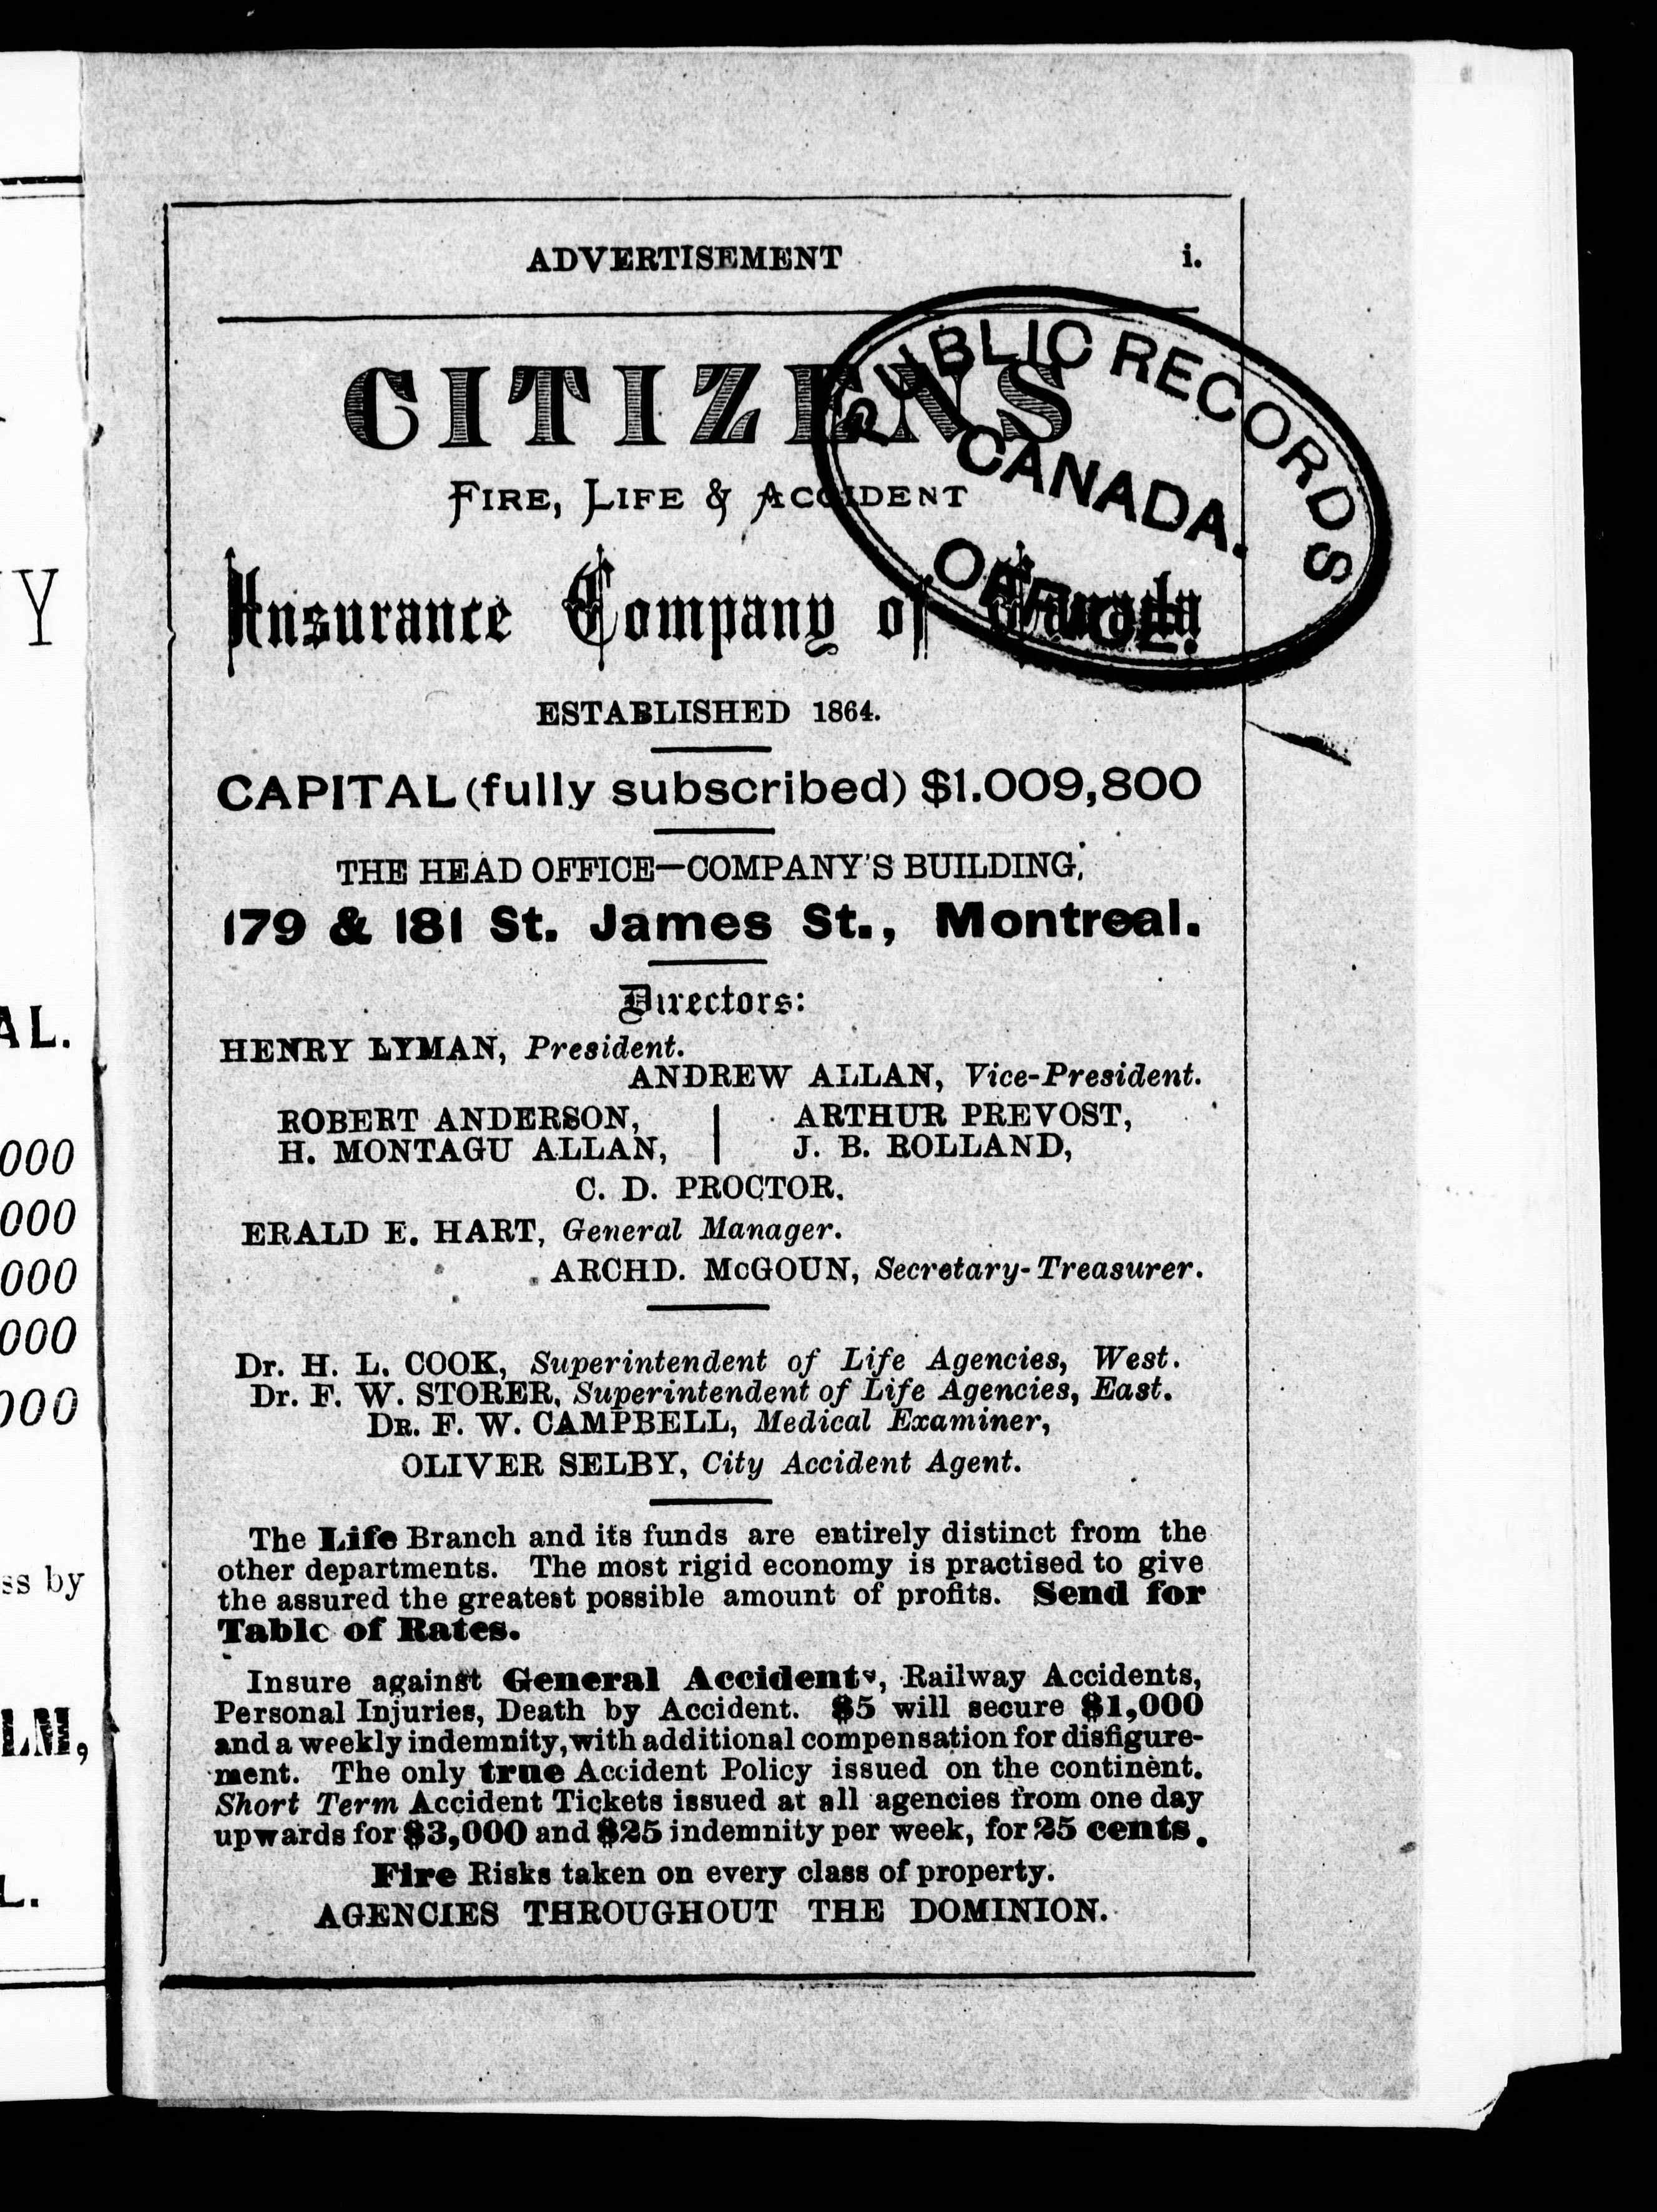 ADVERTISEMENT i.
CITIZENS
FIRE, LIFE & ACCIDENT
Insurance Company of Canada
PUBLIC RECORDS
CANADA.
OFFICE.
ESTABLISHED 1864.
CAPITAL (fully subscribed) $1.009,800
THE HEAD OFFICE—COMPANY'S BUILDING,
179 & 181 St. James St., Montreal.
Directors:
HENRY LYMAN, President.
ANDREW ALLAN, Vice-President.
ROBERT ANDERSON, | ARTHUR PREVOST,
H. MONTAGU ALLAN, | J. B. ROLLAND,
C. D. PROCTOR.
ERALD E. HART, General Manager.
ARCHD. McGOUN, Secretary-Treasurer.
Dr. H. L. COOK, Superintendent of Life Agencies, West.
Dr. F. W. STORER, Superintendent of Life Agencies, East.
DR. F. W. CAMPBELL, Medical Examiner,
OLIVER SELBY, City Accident Agent.
The Life Branch and its funds are entirely distinct from the
other departments. The most rigid economy is practised to give
the assured the greatest possible amount of profits. Send for
Table of Rates.
Insure against General Accidents, Railway Accidents,
Personal Injuries, Death by Accident. $5 will secure $1,000
and a weekly indemnity, with additional compensation for disfigure-
ment. The only true Accident Policy issued on the continent.
Short Term Accident Tickets issued at all agencies from one day
upwards for $3,000 and $25 indemnity per week, for 25 cents.
Fire Risks taken on every class of property.
AGENCIES THROUGHOUT THE DOMINION.
Y
AL.
000
000
000
000
000
ss by
LM,
L.